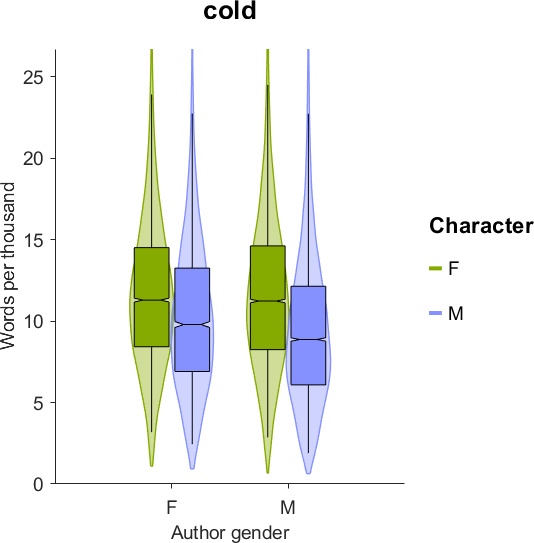 cold
25
20
15
10
5
0
Words per thousand
F
M
Author gender
Character
F
M